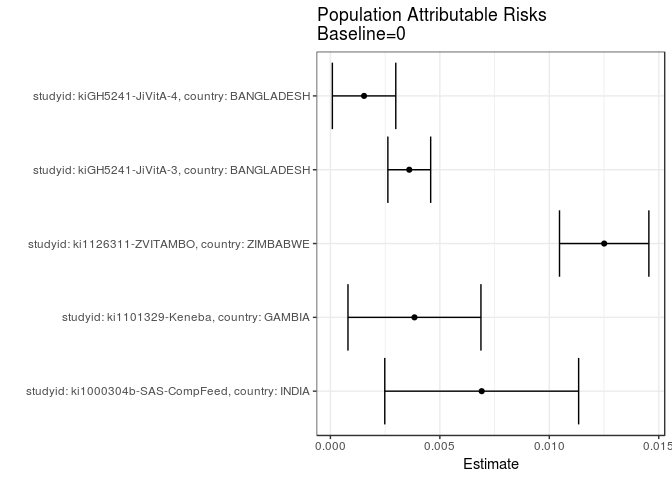 Population Attributable Risks
Baseline=0
studyid: kiGH5241-JiVitA-4, country: BANGLADESH
studyid: kiGH5241-JiVitA-3, country: BANGLADESH
studyid: ki1126311-ZVITAMBO, country: ZIMBABWE
studyid: ki1101329-Keneba, country: GAMBIA
studyid: ki1000304b-SAS-CompFeed, country: INDIA
0.000 0.005 0.010 0.015
Estimate